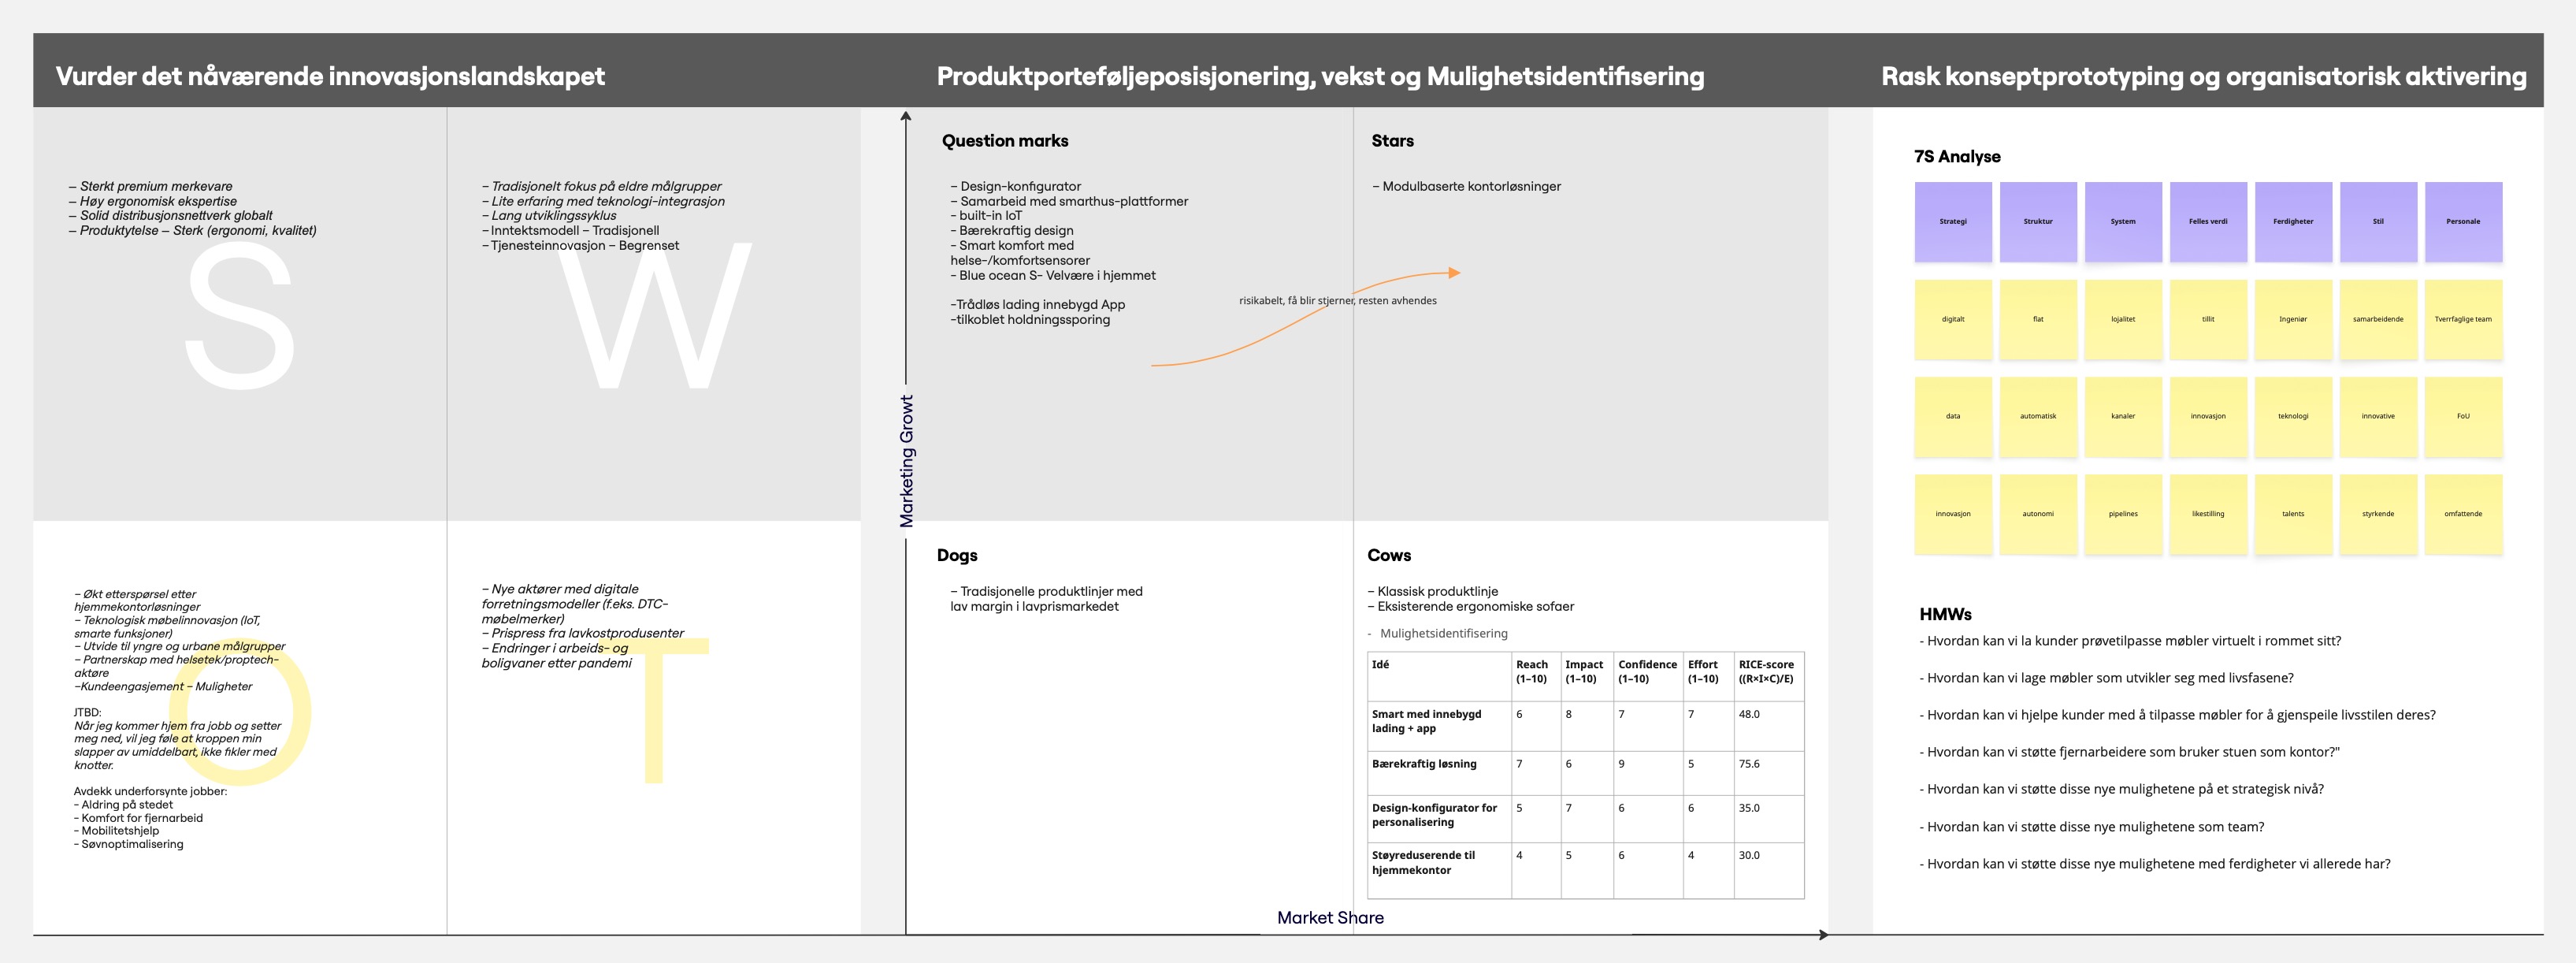 Vurder det nåværende innovasjonslandskapet
– Sterkt premium merkevare
– Høy ergonomisk ekspertise
– Solid distribusjonsnettverk globalt
– Produktytelse – Sterk (ergonomi, kvalitet)
S
– Tradisjonelt fokus på eldre målgrupper
– Lite erfaring med teknologi-integrasjon
– Lang utviklingssyklus
– Inntektsmodell – Tradisjonell
– Tjenesteinnovasjon – Begrenset
W
– Økt etterspørsel etter
hjemmekontorløsninger
– Teknologisk møbelinnovasjon (IoT,
smarte funksjoner)
– Utvide til yngre og urbane målgrupper
– Partnerskap med helsetek/proptech-
aktøre
–Kundeengasjement – Muligheter
JTBD:
Når jeg kommer hjem fra jobb og setter
meg ned, vil jeg føle at kroppen min
slapper av umiddelbart, ikke fikler med
knotter.
Avdekk underforsynte jobber:
- Aldring på stedet
- Komfort for fjernarbeid
- Mobilitetshjelp
- Søvnoptimalisering
O
– Nye aktører med digitale
forretningsmodeller (f.eks. DTC-
møbelmerker)
– Prispress fra lavkostprodusenter
– Endringer i arbeids- og
boligvaner etter pandemi
T
Produktporteføljeposisjonering, vekst og Mulighetsidentifisering
Marketing Growt
Question marks
– Design-konfigurator
– Samarbeid med smarthus-plattformer
- built-in IoT
- Bærekraftig design
- Smart komfort med
helse-/komfortsensorer
- Blue ocean S- Velvære i hjemmet
-Trådløs lading innebygd App
-tilkoblet holdningssporing
risikabelt, få blir stjerner, resten avhendes
Stars
– Modulbaserte kontorløsninger
Dogs
– Tradisjonelle produktlinjer med
lav margin i lavprismarkedet
Cows
– Klassisk produktlinje
– Eksisterende ergonomiske sofaer
- Mulighetsidentifisering
Idé Reach (1–10) Impact (1–10) Confidence (1–10) Effort (1–10) RICE-score ((R×I×C)/E)
Smart med innebygd lading + app 6 8 7 7 48.0
Bærekraftig løsning 7 6 9 5 75.6
Design-konfigurator for personalisering 5 7 6 6 35.0
Støyreduserende til hjemmekontor 4 5 6 4 30.0
Market Share
Rask konseptprototyping og organisatorisk aktivering
7S Analyse
Strategi Struktur System Felles verdi Ferdigheter Stil Personale
digitalt flat lojalitet tillit Ingeniør samarbeidende Tverrfaglige team
data automatisk kanaler innovasjon teknologi innovative FoU
innovasjon autonomi pipelines likestilling talents styrkende omfattende
HMWs
- Hvordan kan vi la kunder prøvetilpasse møbler virtuelt i rommet sitt?
- Hvordan kan vi lage møbler som utvikler seg med livsfasene?
- Hvordan kan vi hjelpe kunder med å tilpasse møbler for å gjenspeile livsstilen deres?
- Hvordan kan vi støtte fjernarbeidere som bruker stuen som kontor?"
- Hvordan kan vi støtte disse nye mulighetene på et strategisk nivå?
- Hvordan kan vi støtte disse nye mulighetene som team?
- Hvordan kan vi støtte disse nye mulighetene med ferdigheter vi allerede har?